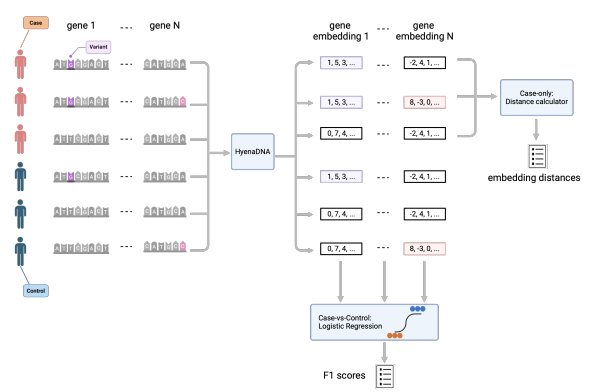 Case
gene 1 ... gene N
gene embedding 1 ... gene embedding N
Variant
1, 5, 3, ... ... -2, 4, 1, ...
1, 5, 3, ... ... 8, -3, 0, ...
0, 7, 4, ... ... -2, 4, 1, ...
HyenaDNA
1, 5, 3, ... ... -2, 4, 1, ...
0, 7, 4, ... ... -2, 4, 1, ...
0, 7, 4, ... ... 8, -3, 0, ...
Case-only:
Distance calculator
embedding distances
Control
Case-vs-Control:
Logistic Regression
F1 scores